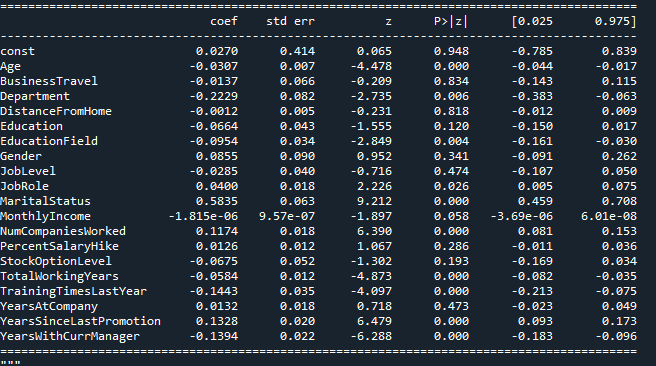 ==============================================================================
coef std err z P>|z| [0.025 0.975]
------------------------------------------------------------------------------
const 0.0270 0.414 0.065 0.948 -0.785 0.839
Age -0.0307 0.007 -4.478 0.000 -0.044 -0.017
BusinessTravel -0.0137 0.066 -0.209 0.834 -0.143 0.115
Department -0.2229 0.082 -2.735 0.006 -0.383 -0.063
DistanceFromHome -0.0012 0.005 -0.231 0.818 -0.012 0.009
Education -0.0664 0.043 -1.555 0.120 -0.150 0.017
EducationField -0.0954 0.034 -2.849 0.004 -0.161 -0.030
Gender 0.0855 0.090 0.952 0.341 -0.091 0.262
JobLevel -0.0285 0.040 -0.716 0.474 -0.107 0.050
JobRole 0.0400 0.018 2.226 0.026 0.005 0.075
MaritalStatus 0.5835 0.063 9.212 0.000 0.459 0.708
MonthlyIncome -1.815e-06 9.57e-07 -1.897 0.058 -3.69e-06 6.01e-08
NumCompaniesWorked 0.1174 0.018 6.390 0.000 0.081 0.153
PercentSalaryHike 0.0126 0.012 1.067 0.286 -0.011 0.036
StockOptionLevel -0.0675 0.052 -1.302 0.193 -0.169 0.034
TotalWorkingYears -0.0584 0.012 -4.873 0.000 -0.082 -0.035
TrainingTimesLastYear -0.1443 0.035 -4.097 0.000 -0.213 -0.075
YearsAtCompany 0.0132 0.018 0.718 0.473 -0.023 0.049
YearsSinceLastPromotion 0.1328 0.020 6.479 0.000 0.093 0.173
YearsWithCurrManager -0.1394 0.022 -6.288 0.000 -0.183 -0.096
==============================================================================
"""